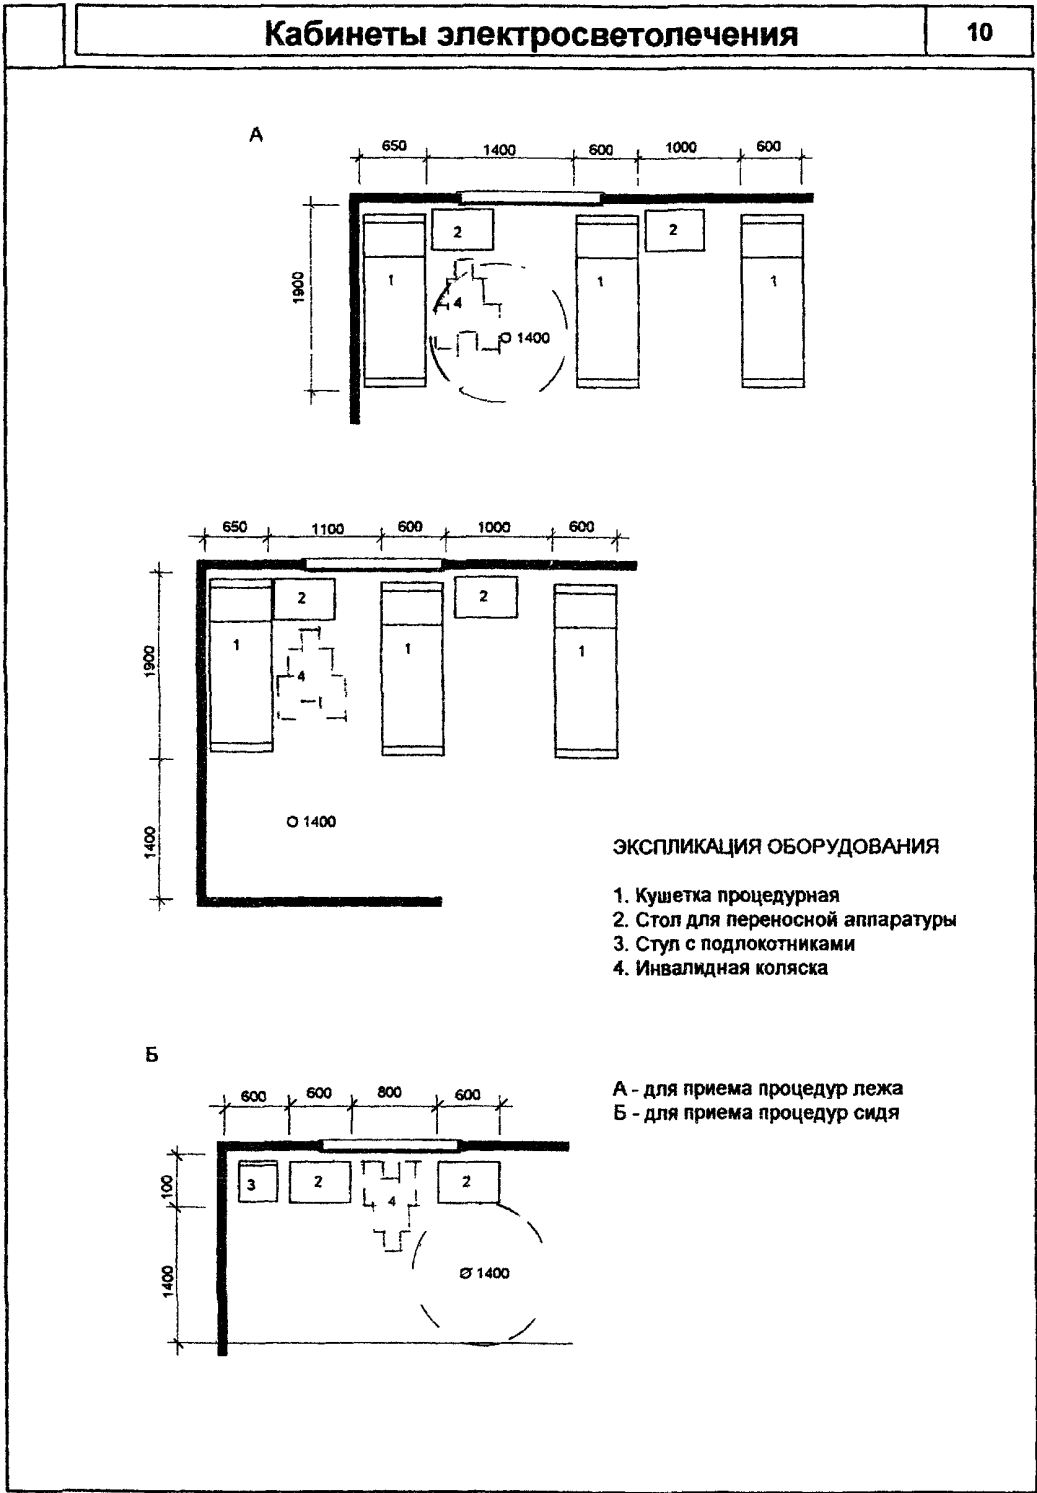 Кабинеты электросветолечения
10
А
650 1400 600 1000 600
1900
2 2
1 1 1
4
O 1400
650 1100 600 1000 600
1900
2 2
1 1 1
4
1400
O 1400
ЭКСПЛИКАЦИЯ ОБОРУДОВАНИЯ
1. Кушетка процедурная
2. Стол для переносной аппаратуры
3. Стул с подлокотниками
4. Инвалидная коляска
Б
А - для приема процедур лежа
Б - для приема процедур сидя
600 600 800 600
100
3 2 4 2
1400
Ø 1400